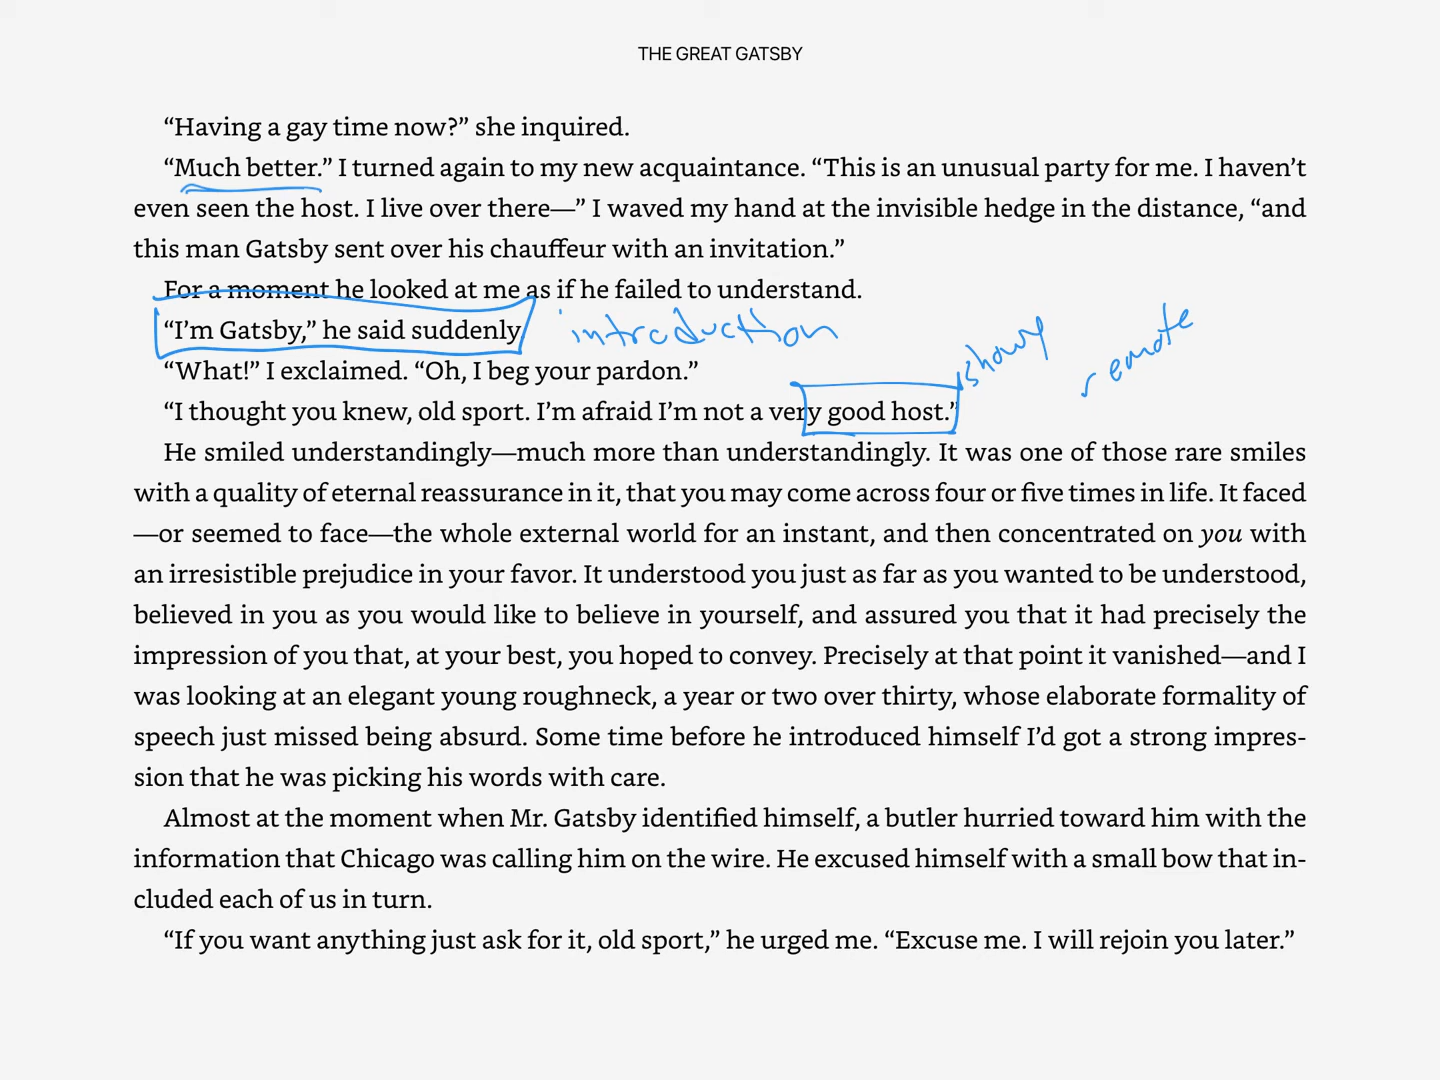 THE GREAT GATSBY
“Having a gay time now?” she inquired.
“Much better.” I turned again to my new acquaintance. “This is an unusual party for me. I haven’t
even seen the host. I live over there—” I waved my hand at the invisible hedge in the distance, “and
this man Gatsby sent over his chauffeur with an invitation.”
For a moment he looked at me as if he failed to understand.
“I’m Gatsby,” he said suddenly. introduction
showy remote
“What!” I exclaimed. “Oh, I beg your pardon.”
“I thought you knew, old sport. I’m afraid I’m not a very good host.”
He smiled understandingly—much more than understandingly. It was one of those rare smiles
with a quality of eternal reassurance in it, that you may come across four or five times in life. It faced
—or seemed to face—the whole external world for an instant, and then concentrated on you with
an irresistible prejudice in your favor. It understood you just as far as you wanted to be understood,
believed in you as you would like to believe in yourself, and assured you that it had precisely the
impression of you that, at your best, you hoped to convey. Precisely at that point it vanished—and I
was looking at an elegant young roughneck, a year or two over thirty, whose elaborate formality of
speech just missed being absurd. Some time before he introduced himself I’d got a strong impres-
sion that he was picking his words with care.
Almost at the moment when Mr. Gatsby identified himself, a butler hurried toward him with the
information that Chicago was calling him on the wire. He excused himself with a small bow that in-
cluded each of us in turn.
“If you want anything just ask for it, old sport,” he urged me. “Excuse me. I will rejoin you later.”